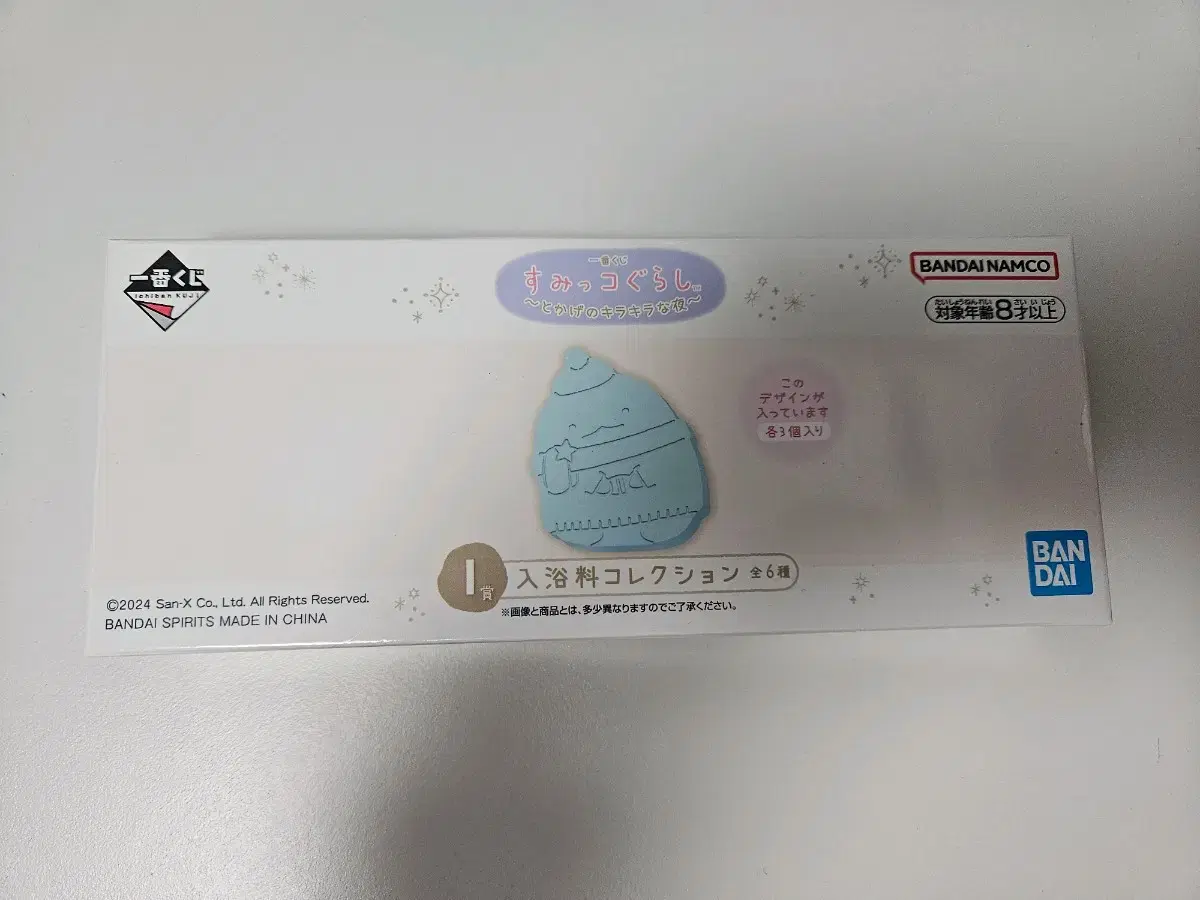 一番くじ
ichiban KUJI
一番くじ
すみっコぐらし™
～とかげのキラキラな夜～
BANDAI NAMCO
たいしょうねんれい さい い じょう
対象年齢8才以上
この
デザインが
入っています
各3個入り
I賞 入浴料コレクション 全6種
※画像と商品とは、多少異なりますのでご了承ください。
©2024 San-X Co., Ltd. All Rights Reserved.
BANDAI SPIRITS MADE IN CHINA
BAN
DAI